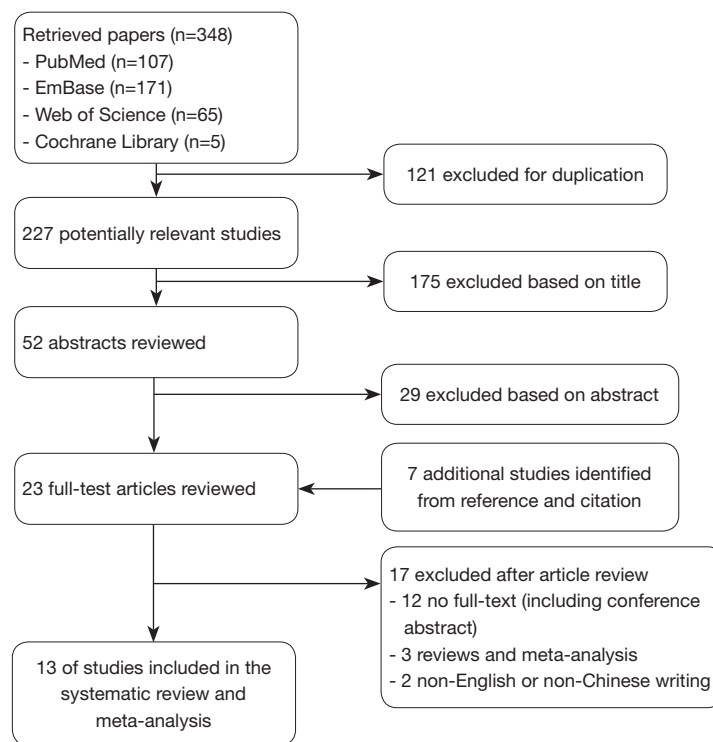 Retrieved papers (n=348)
- PubMed (n=107)
- EmBase (n=171)
- Web of Science (n=65)
- Cochrane Library (n=5)
121 excluded for duplication
227 potentially relevant studies
175 excluded based on title
52 abstracts reviewed
29 excluded based on abstract
23 full-test articles reviewed
7 additional studies identified
from reference and citation
17 excluded after article review
- 12 no full-text (including conference
abstract)
- 3 reviews and meta-analysis
- 2 non-English or non-Chinese writing
13 of studies included in the
systematic review and
meta-analysis